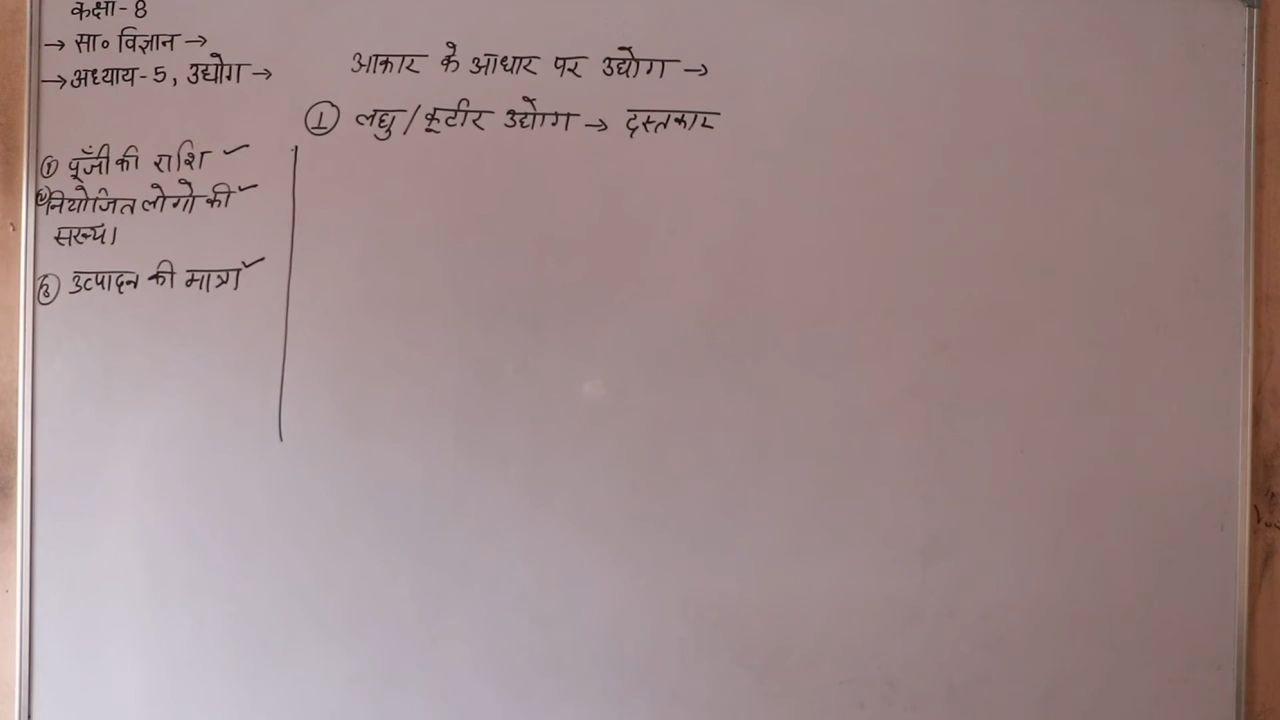 कक्षा-8
→ सा० विज्ञान →
→ अध्याय-5, उद्योग →
① पूँजी की राशि ✓
② नियोजित लोगो की ✓
सख्या
③ उत्पादन की मात्रा ✓
आकार के आधार पर उद्योग →
① लघु/कूटीर उद्योग → दस्तकार